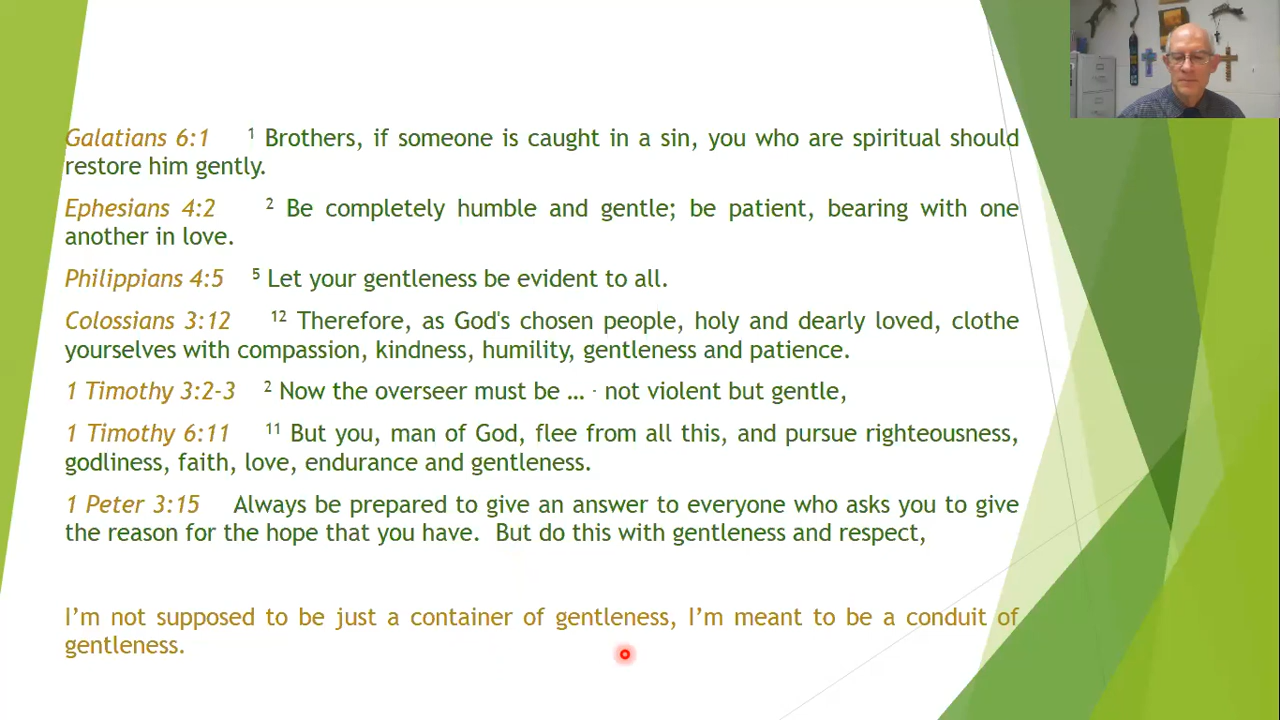 Galatians 6:1 ¹ Brothers, if someone is caught in a sin, you who are spiritual should
restore him gently.
Ephesians 4:2 ² Be completely humble and gentle; be patient, bearing with one
another in love.
Philippians 4:5 ⁵ Let your gentleness be evident to all.
Colossians 3:12 ¹² Therefore, as God's chosen people, holy and dearly loved, clothe
yourselves with compassion, kindness, humility, gentleness and patience.
1 Timothy 3:2-3 ² Now the overseer must be … · not violent but gentle,
1 Timothy 6:11 ¹¹ But you, man of God, flee from all this, and pursue righteousness,
godliness, faith, love, endurance and gentleness.
1 Peter 3:15 Always be prepared to give an answer to everyone who asks you to give
the reason for the hope that you have. But do this with gentleness and respect,
I’m not supposed to be just a container of gentleness, I’m meant to be a conduit of
gentleness.